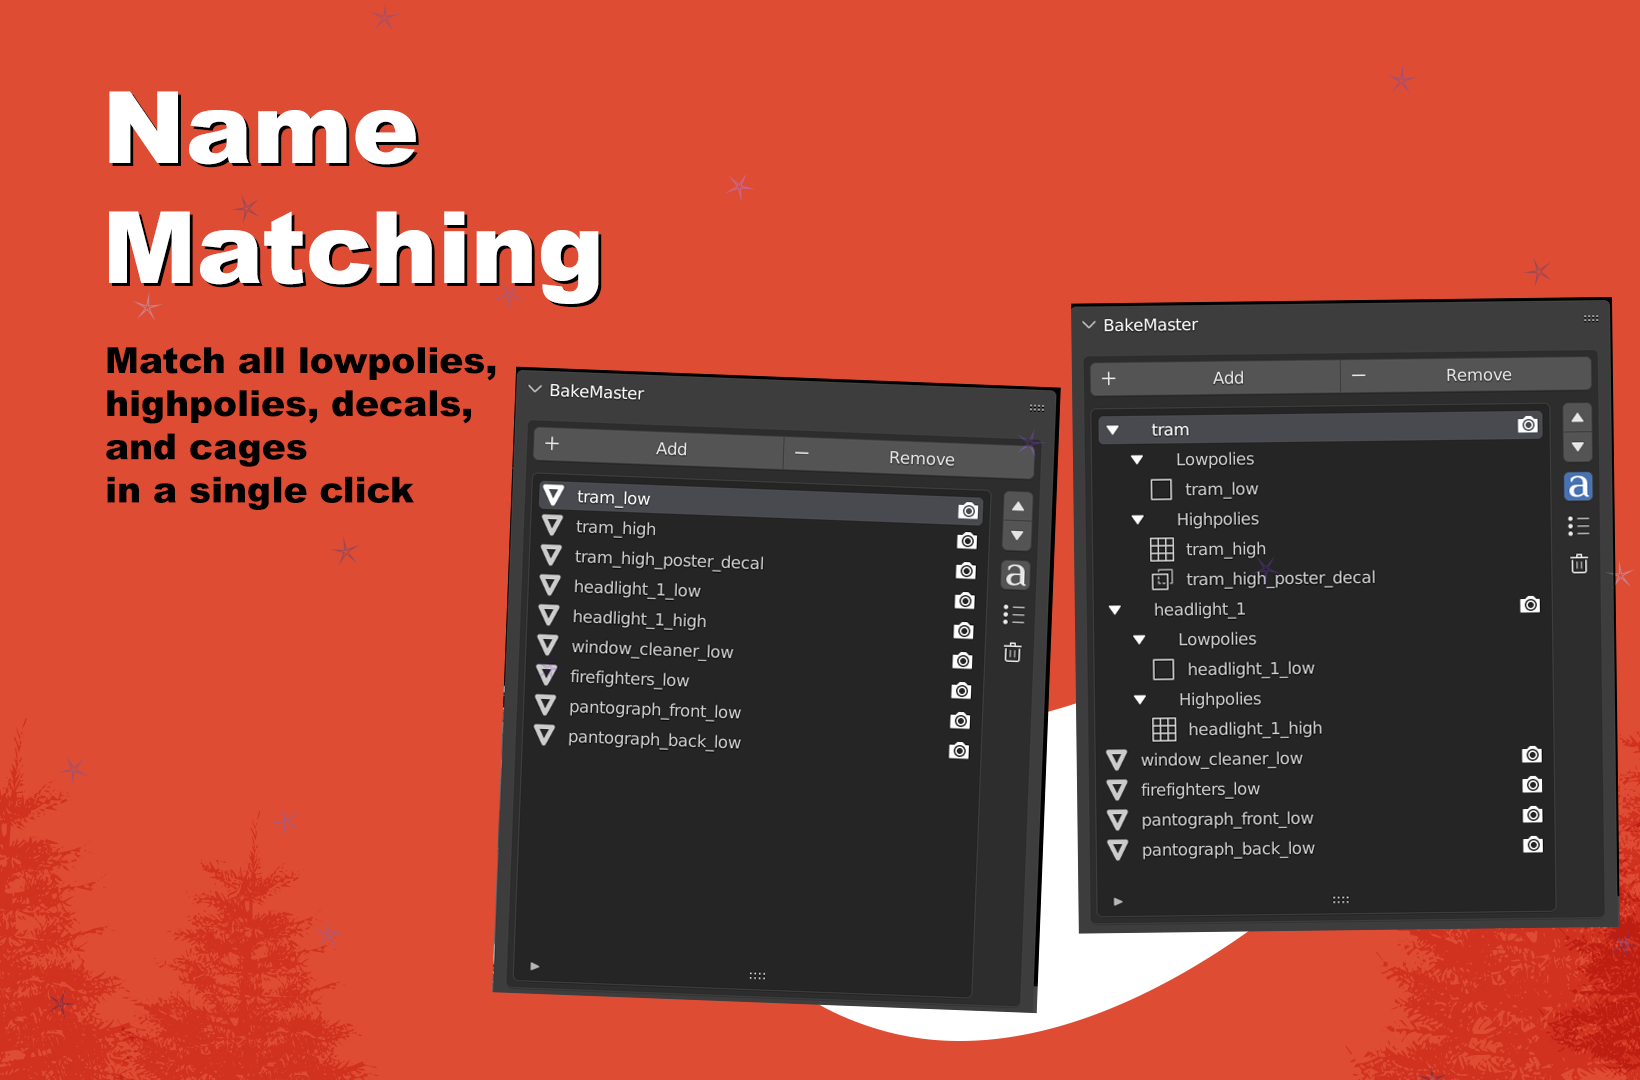 Name
Matching
Match all lowpolies,
highpolies, decals,
and cages
in a single click
BakeMaster
+ Add
− Remove
tram_low
tram_high
tram_high_poster_decal
headlight_1_low
headlight_1_high
window_cleaner_low
firefighters_low
pantograph_front_low
pantograph_back_low
a
BakeMaster
+ Add
− Remove
tram
Lowpolies
tram_low
Highpolies
tram_high
tram_high_poster_decal
headlight_1
Lowpolies
headlight_1_low
Highpolies
headlight_1_high
window_cleaner_low
firefighters_low
pantograph_front_low
pantograph_back_low
a